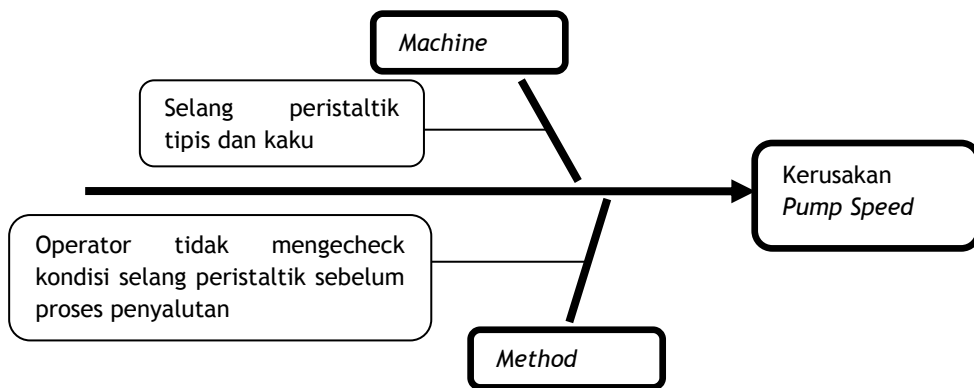 Machine
Selang peristaltik
tipis dan kaku
Kerusakan
Pump Speed
Operator tidak mengecheck
kondisi selang peristaltik sebelum
proses penyalutan
Method